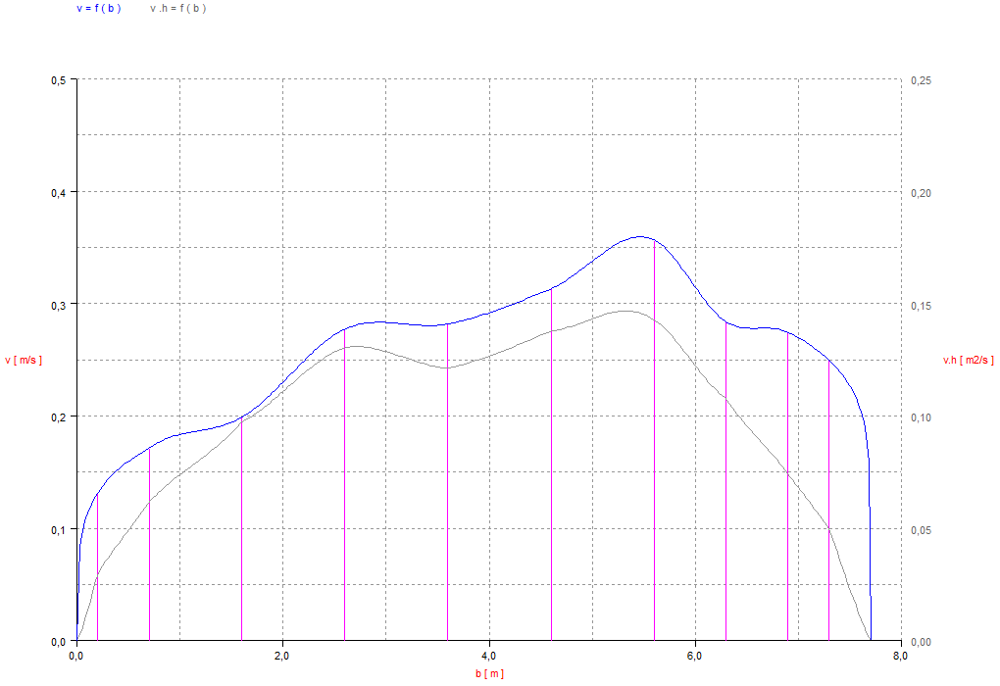 v = f ( b ) v .h = f ( b )
0,5 0,25
0,4 0,20
0,3 0,15
v [ m/s ] v.h [ m2/s ]
0,2 0,10
0,1 0,05
0,0 0,00
0,0 2,0 4,0 6,0 8,0
b [ m ]